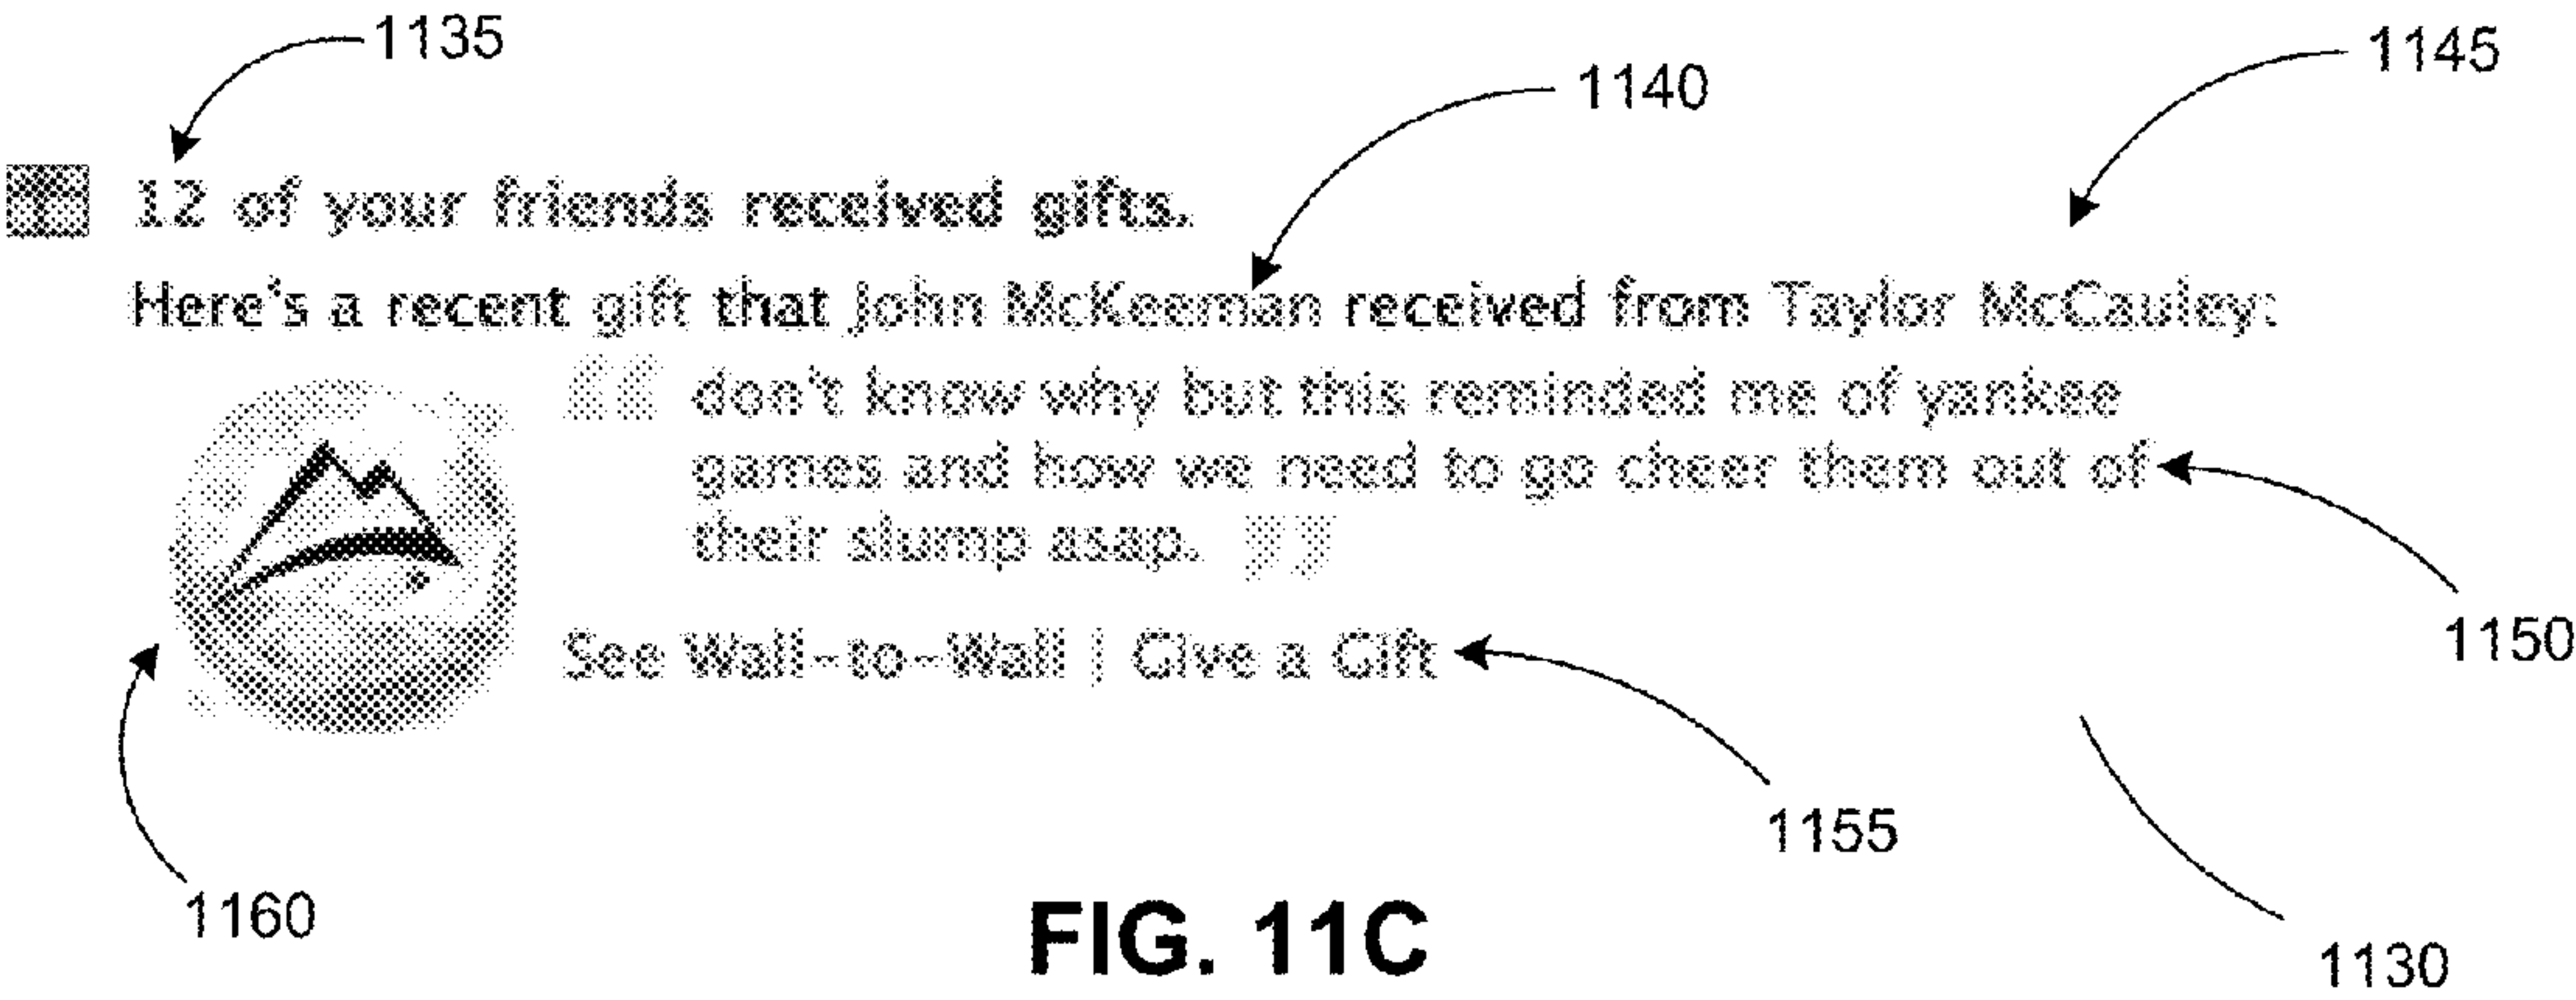 1135
1145
1140
12 of your friends received gifts.
Here's a recent gift that John McKeeman received from Taylor McCauley:
“ don't know why but this reminded me of yankee
games and how we need to go cheer them out of
their slump asap. ”
1150
See Wall-to-Wall | Give a Gift
1155
1160
FIG. 11C
1130